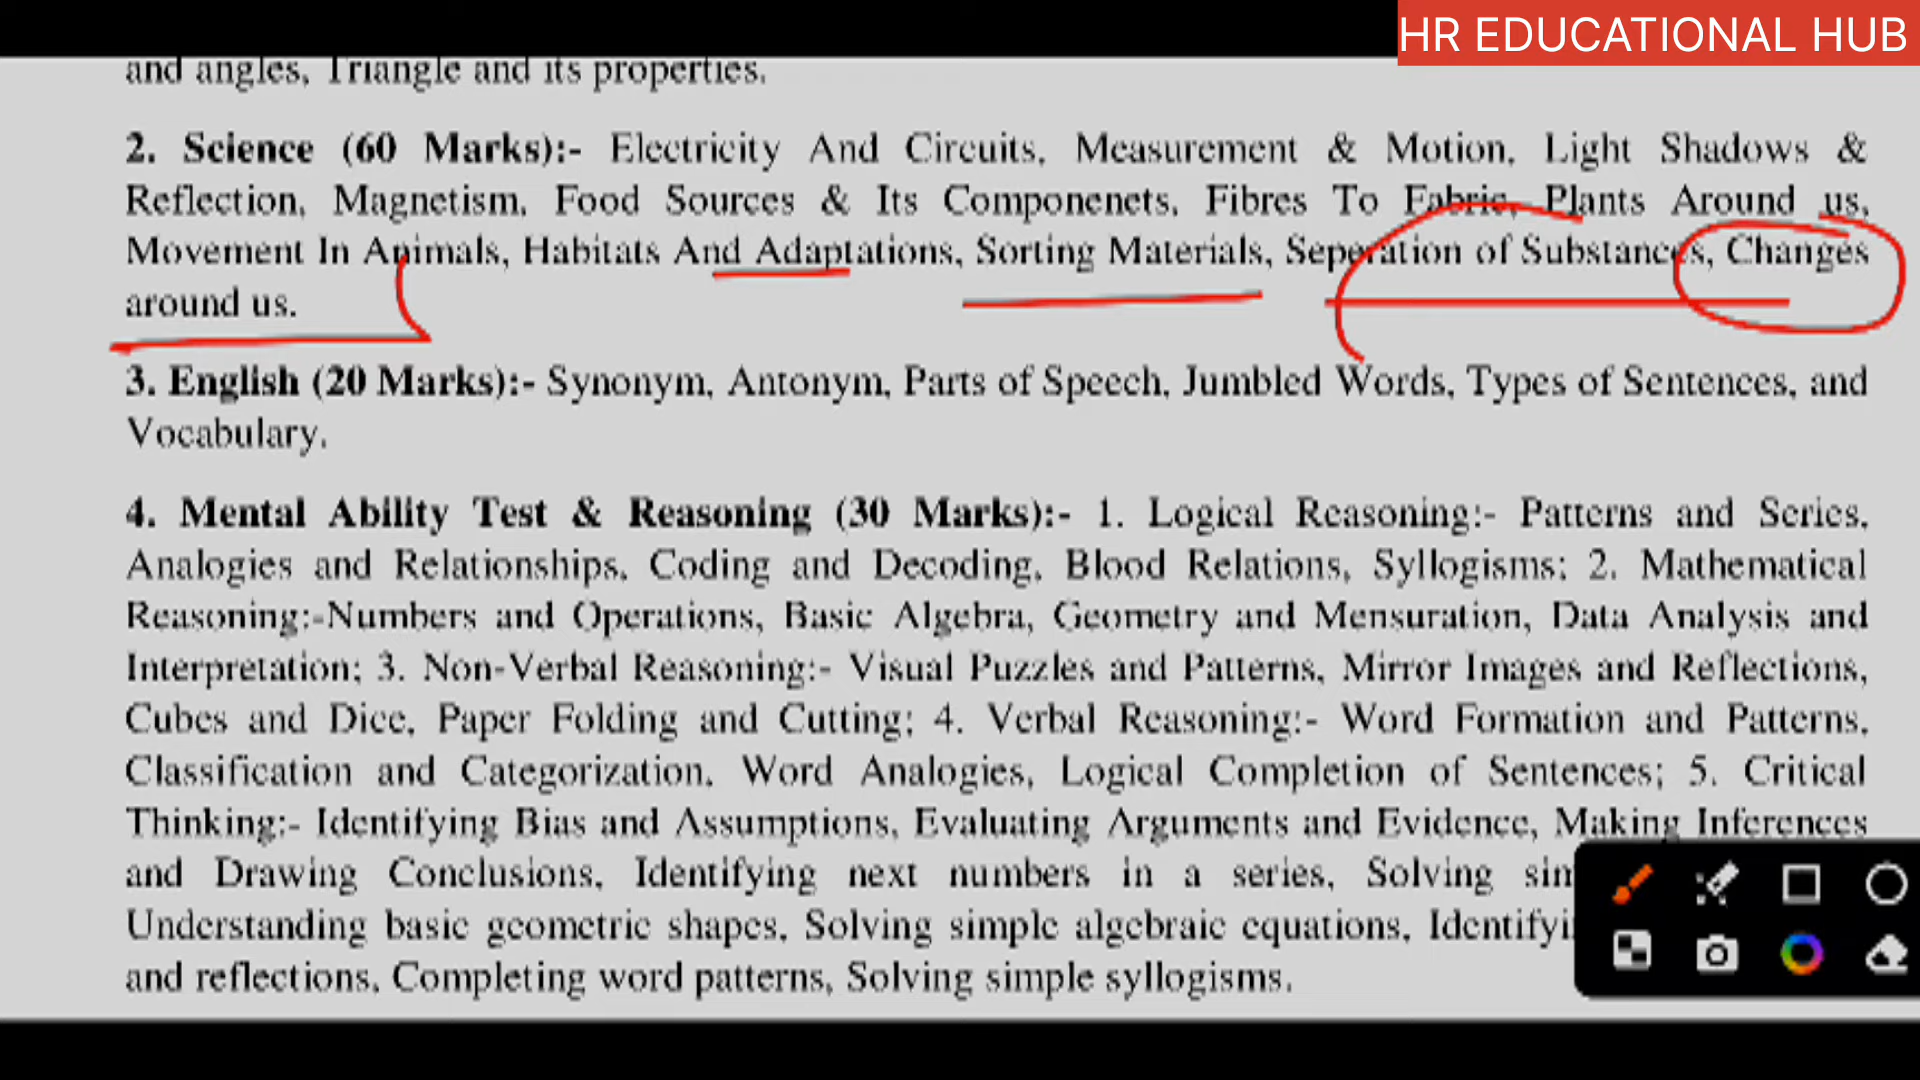 HR EDUCATIONAL HUB
and angles, Triangle and its properties.
2. Science (60 Marks):- Electricity And Circuits, Measurement & Motion, Light Shadows &
Reflection, Magnetism, Food Sources & Its Componenets, Fibres To Fabric, Plants Around us,
Movement In Animals, Habitats And Adaptations, Sorting Materials, Seperation of Substances, Changes
around us.
3. English (20 Marks):- Synonym, Antonym, Parts of Speech, Jumbled Words, Types of Sentences, and
Vocabulary.
4. Mental Ability Test & Reasoning (30 Marks):- 1. Logical Reasoning:- Patterns and Series,
Analogies and Relationships, Coding and Decoding, Blood Relations, Syllogisms; 2. Mathematical
Reasoning:-Numbers and Operations, Basic Algebra, Geometry and Mensuration, Data Analysis and
Interpretation; 3. Non-Verbal Reasoning:- Visual Puzzles and Patterns, Mirror Images and Reflections,
Cubes and Dice, Paper Folding and Cutting; 4. Verbal Reasoning:- Word Formation and Patterns,
Classification and Categorization, Word Analogies, Logical Completion of Sentences; 5. Critical
Thinking:- Identifying Bias and Assumptions, Evaluating Arguments and Evidence, Making Inferences
and Drawing Conclusions, Identifying next numbers in a series, Solving
Understanding basic geometric shapes, Solving simple algebraic equations,
and reflections, Completing word patterns, Solving simple syllogisms.